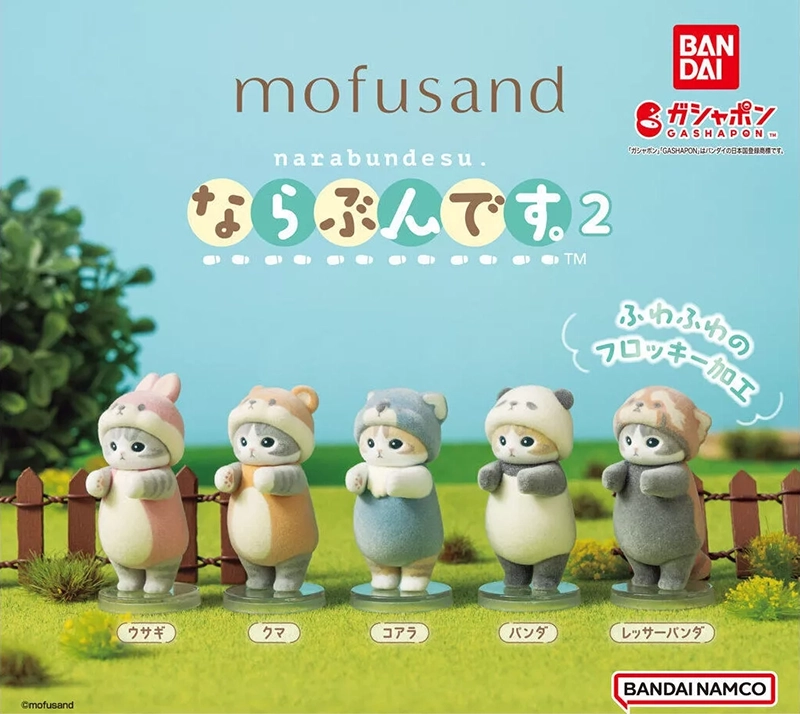 BAN
DAI
mofusand
ガシャポン
GASHAPON TM
「ガシャポン」「GASHAPON」はバンダイの日本国登録商標です。
narabundesu.
ならぶんです。2
TM
ふわふわの
フロッキー加工
ウサギ
クマ
コアラ
パンダ
レッサーパンダ
BANDAI NAMCO
©mofusand